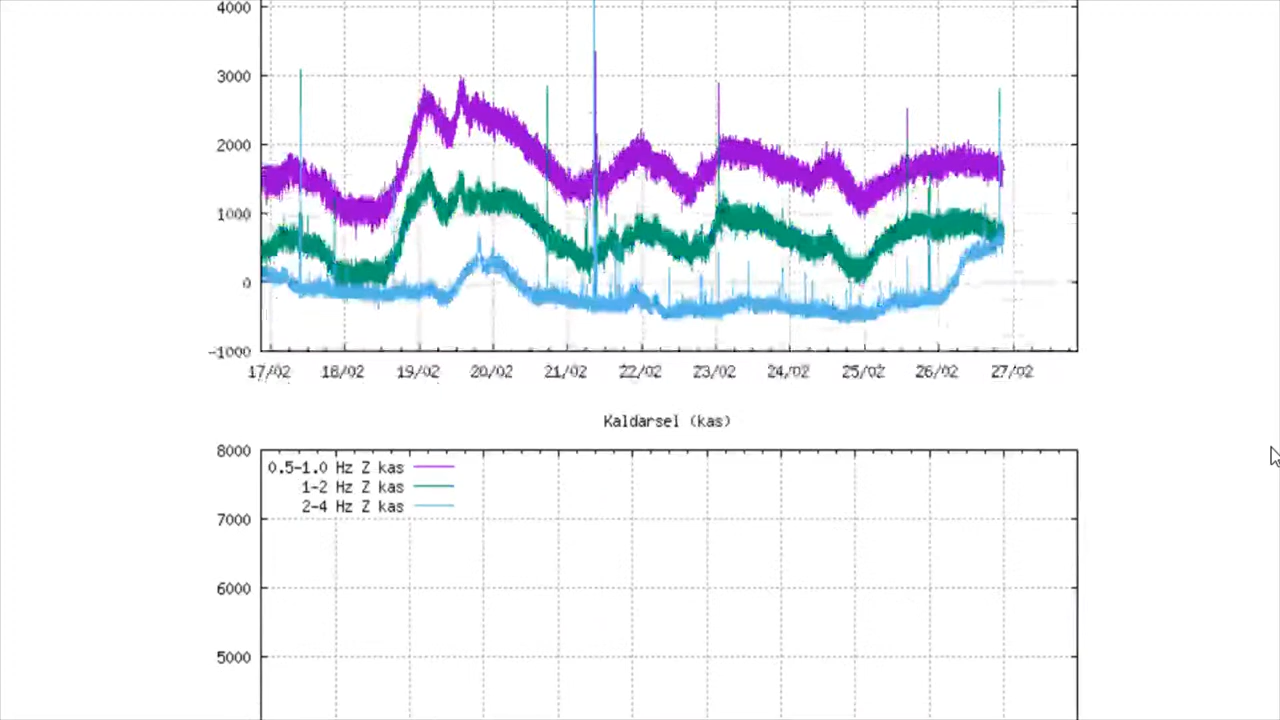 4000
3000
2000
1000
0
-1000
17/02 18/02 19/02 20/02 21/02 22/02 23/02 24/02 25/02 26/02 27/02
Kaldarsel (kas)
8000
0.5-1.0 Hz Z kas
1-2 Hz Z kas
2-4 Hz Z kas
7000
6000
5000